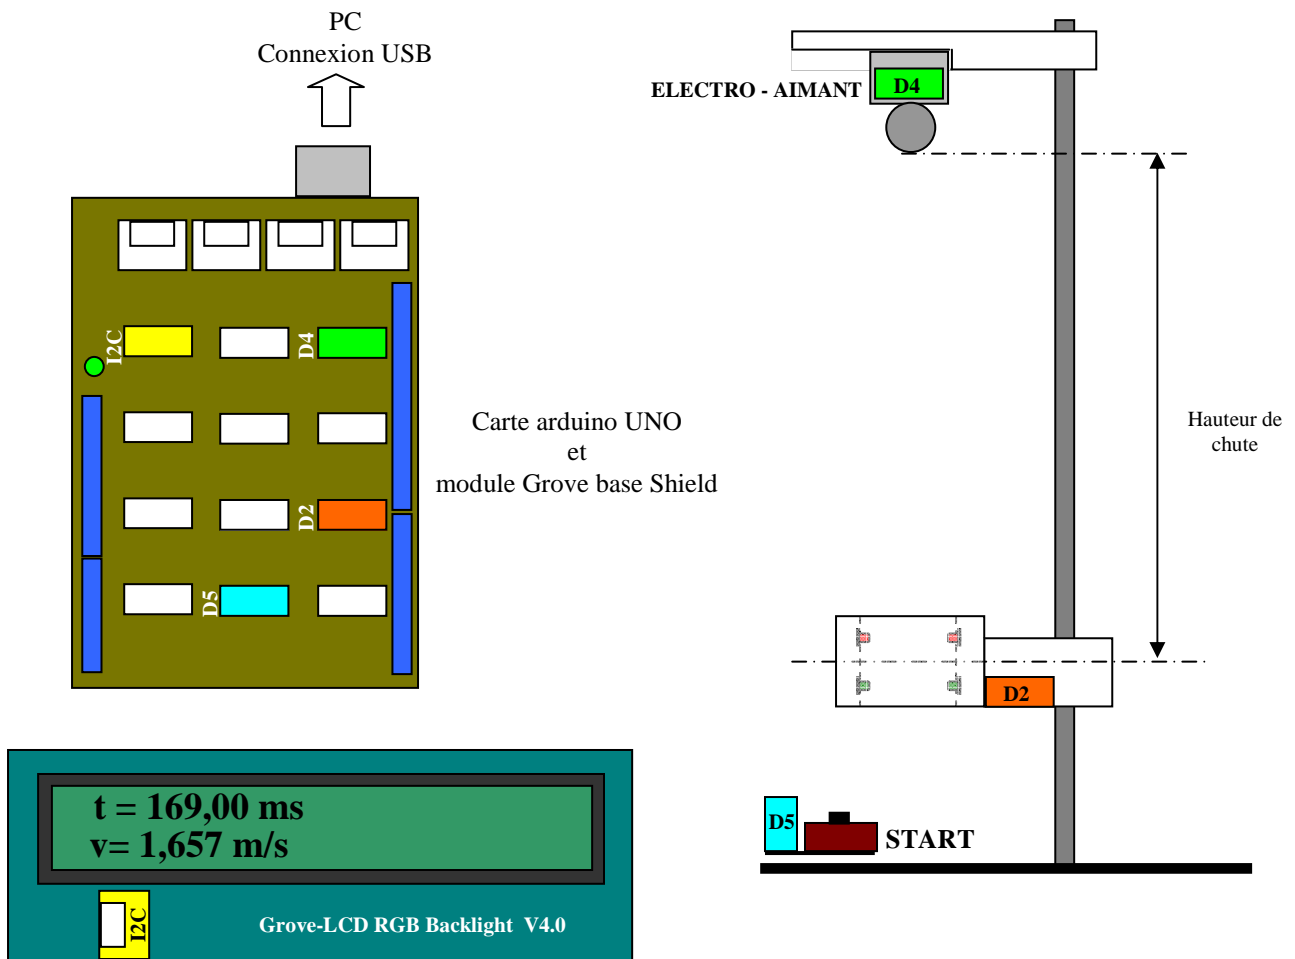 PC
Connexion USB
ELECTRO - AIMANT
D4
I2C
D4
Carte arduino UNO
et
module Grove base Shield
Hauteur de
chute
D2
D5
D2
t = 169,00 ms
v= 1,657 m/s
D5
START
I2C
Grove-LCD RGB Backlight V4.0